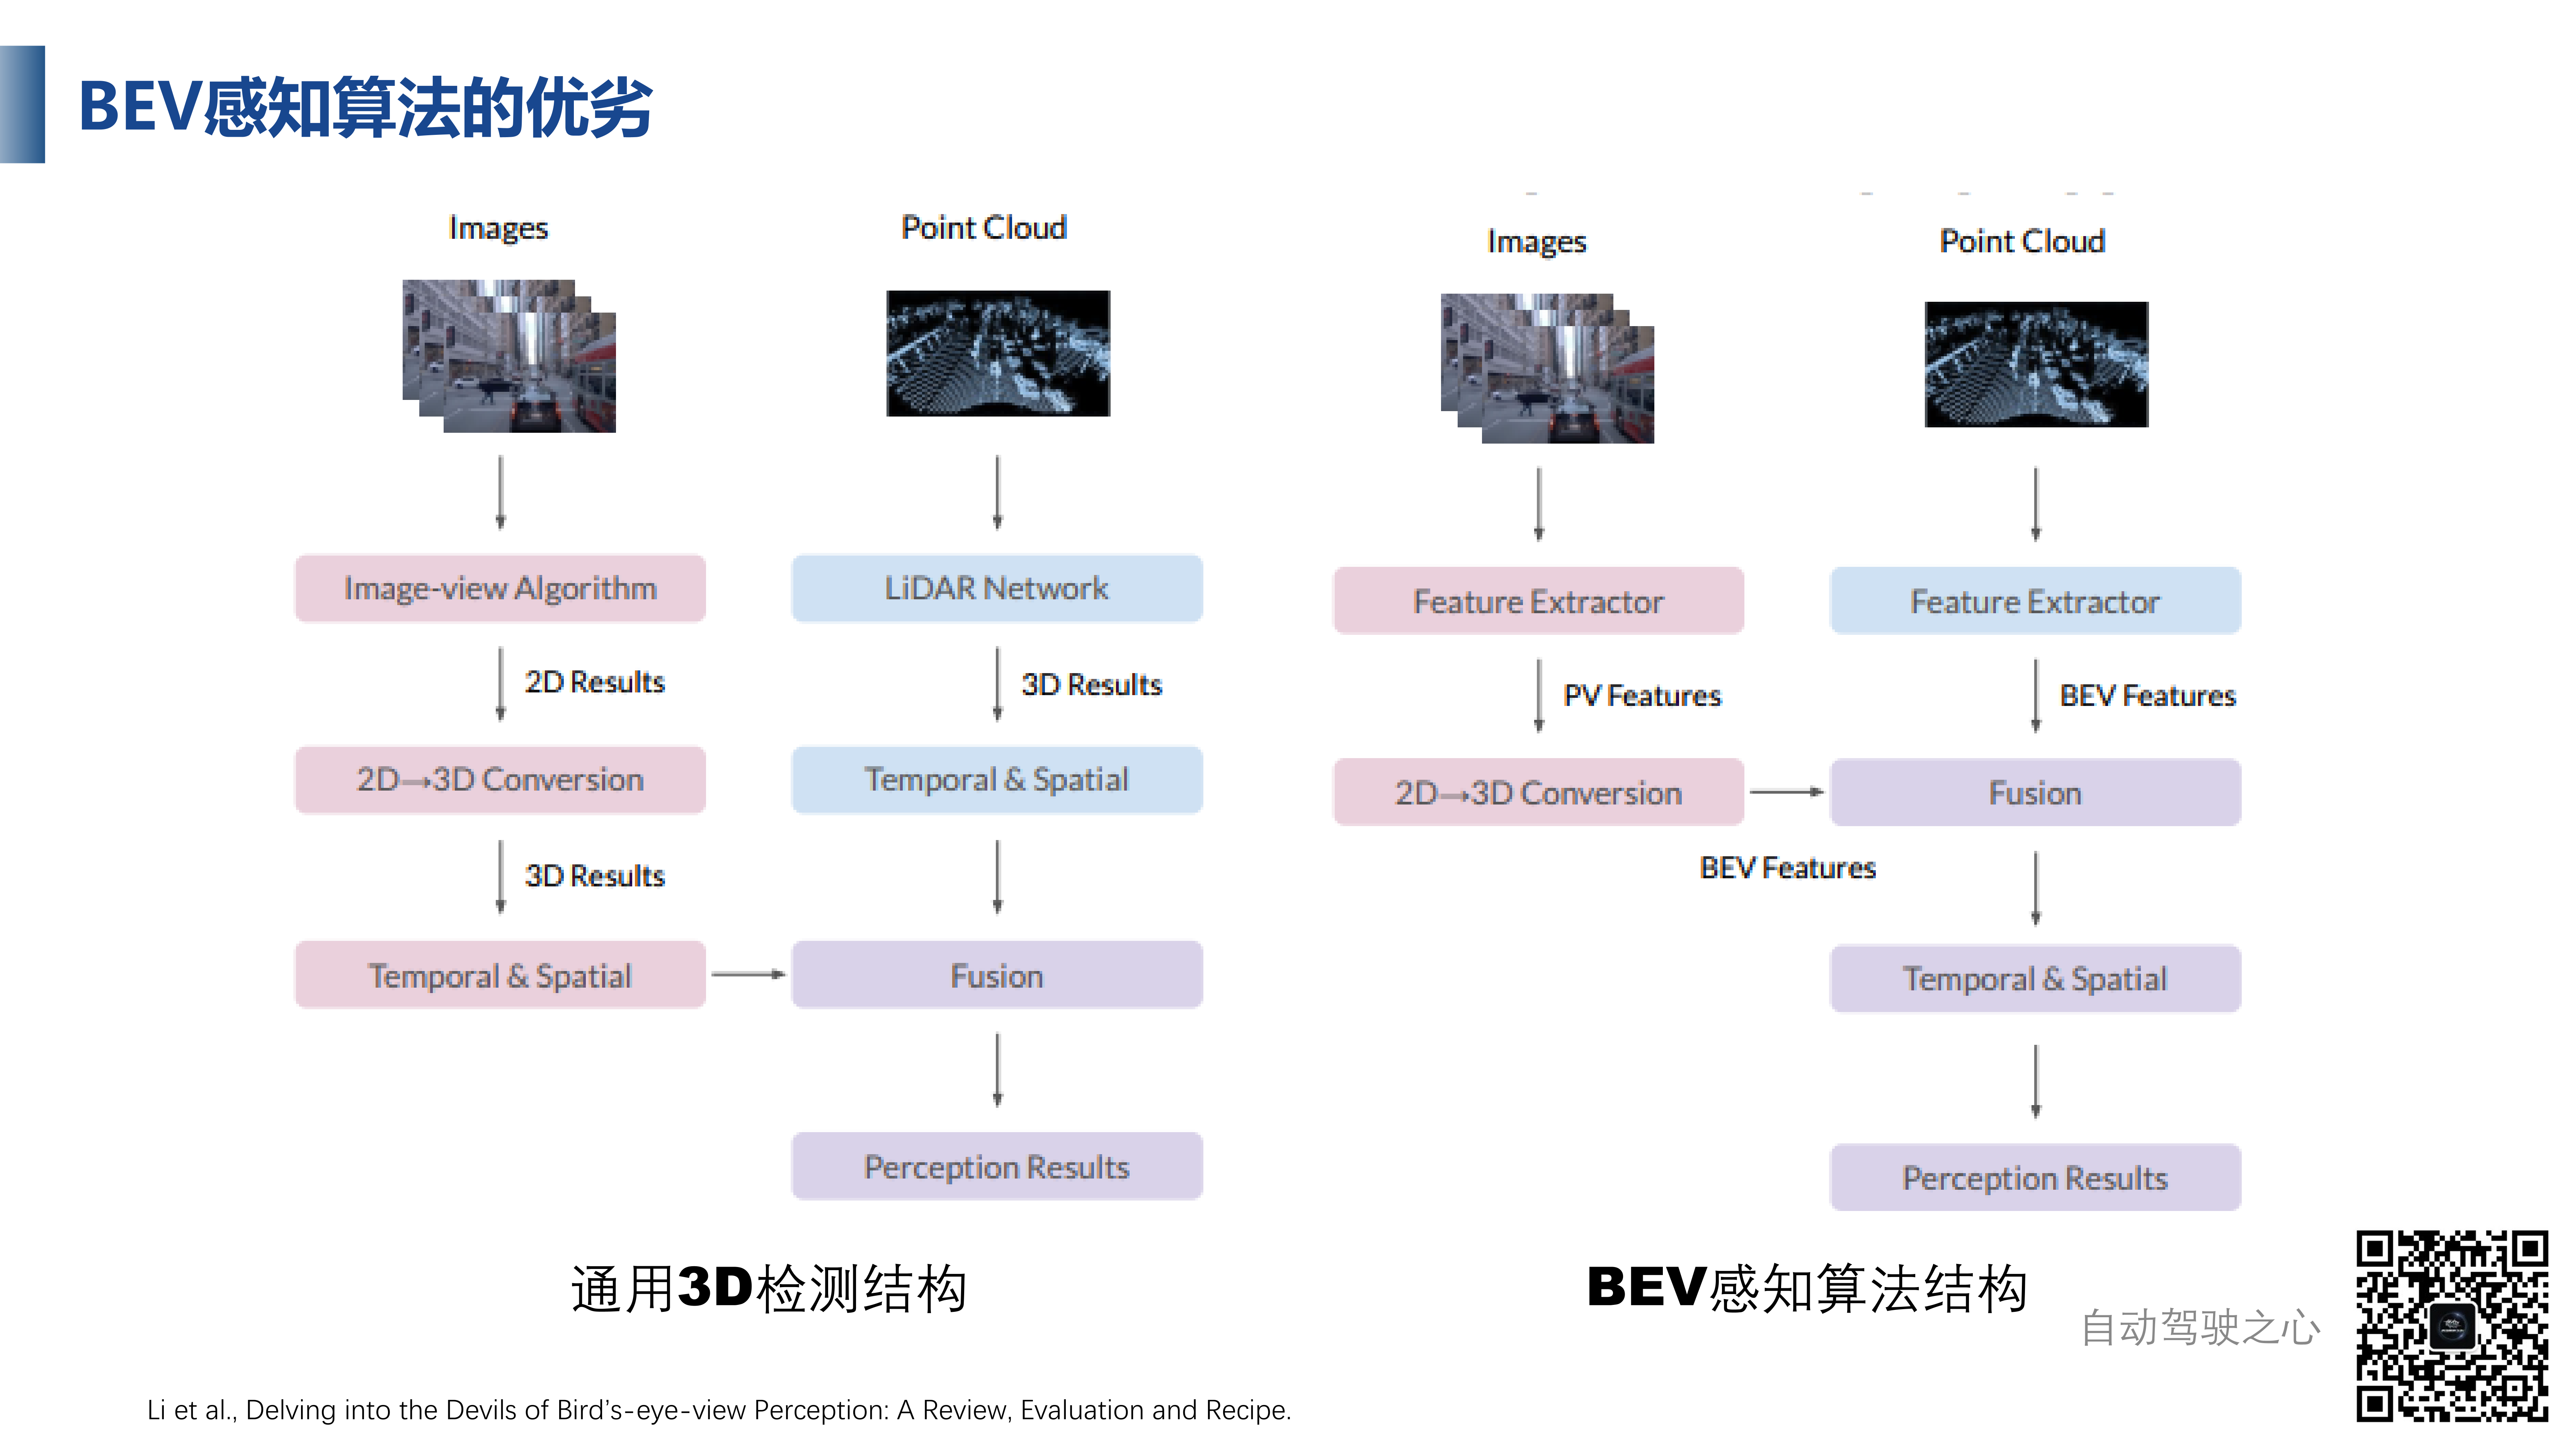 BEV感知算法的优劣
Images
Point Cloud
Image-view Algorithm
LiDAR Network
2D Results
3D Results
2D→3D Conversion
Temporal & Spatial
3D Results
Temporal & Spatial
Fusion
Perception Results
通用3D检测结构
Images
Point Cloud
Feature Extractor
Feature Extractor
PV Features
BEV Features
2D→3D Conversion
Fusion
BEV Features
Temporal & Spatial
Perception Results
BEV感知算法结构
自动驾驶之心
Li et al., Delving into the Devils of Bird’s-eye-view Perception: A Review, Evaluation and Recipe.